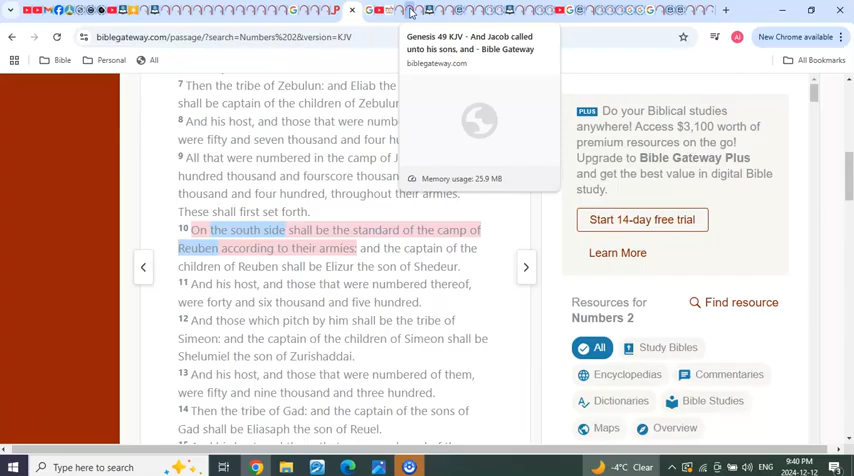 biblegateway.com/passage/?search=Numbers%202&version=KJV
New Chrome available
Bible
Personal
All
All Bookmarks
Genesis 49 KJV - And Jacob called
unto his sons, and - Bible Gateway
biblegateway.com
Memory usage: 25.9 MB
7 Then the tribe of Zebulun: and Eliab the
shall be captain of the children of Zebulun
8 And his host, and those that were numbered
were fifty and seven thousand and four
9 All that were numbered in the camp of
hundred thousand and fourscore thousand
thousand and four hundred, throughout their armies.
These shall first set forth.
10 On the south side shall be the standard of the camp of
Reuben according to their armies: and the captain of the
children of Reuben shall be Elizur the son of Shedeur.
11 And his host, and those that were numbered thereof,
were forty and six thousand and five hundred.
12 And those which pitch by him shall be the tribe of
Simeon: and the captain of the children of Simeon shall be
Shelumiel the son of Zurishaddai.
13 And his host, and those that were numbered of them,
were fifty and nine thousand and three hundred.
14 Then the tribe of Gad: and the captain of the sons of
Gad shall be Eliasaph the son of Reuel.
PLUS Do your Biblical studies
anywhere! Access $3,100 worth of
premium resources on the go!
Upgrade to Bible Gateway Plus
and get the best value in digital Bible
study.
Start 14-day free trial
Learn More
Resources for
Numbers 2
Find resource
All
Study Bibles
Encyclopedias
Commentaries
Dictionaries
Bible Studies
Maps
Overview
Type here to search
-4°C Clear
ENG
9:40 PM
2024-12-12